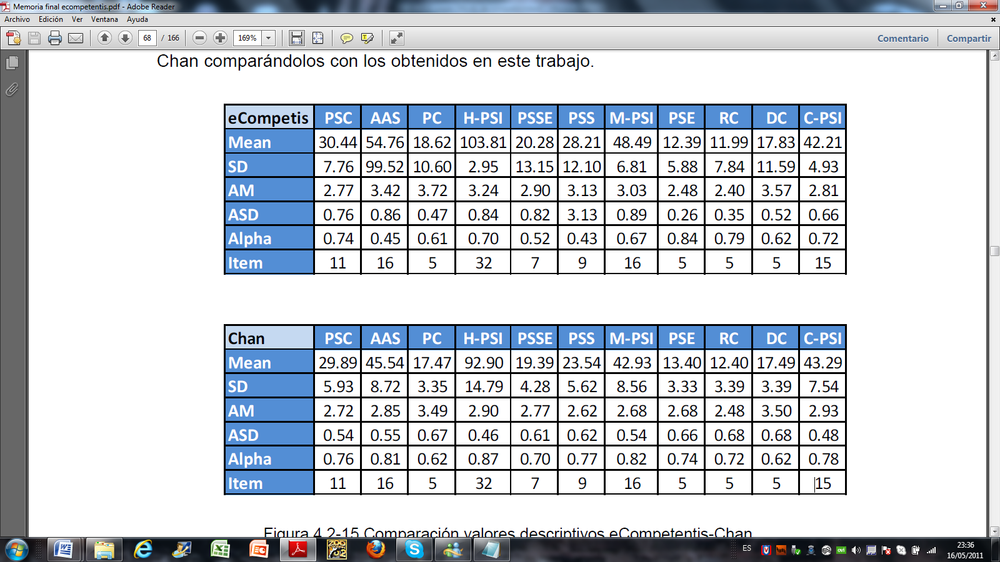 Memoria final ecompetentis.pdf - Adobe Reader
Archivo Edición Ver Ventana Ayuda
68 / 166 169% Comentario Compartir
Chan comparándolos con los obtenidos en este trabajo.
eCompetis PSC AAS PC H-PSI PSSE PSS M-PSI PSE RC DC C-PSI
Mean 30.44 54.76 18.62 103.81 20.28 28.21 48.49 12.39 11.99 17.83 42.21
SD 7.76 99.52 10.60 2.95 13.15 12.10 6.81 5.88 7.84 11.59 4.93
AM 2.77 3.42 3.72 3.24 2.90 3.13 3.03 2.48 2.40 3.57 2.81
ASD 0.76 0.86 0.47 0.84 0.82 3.13 0.89 0.26 0.35 0.52 0.66
Alpha 0.74 0.45 0.61 0.70 0.52 0.43 0.67 0.84 0.79 0.62 0.72
Item 11 16 5 32 7 9 16 5 5 5 15
Chan PSC AAS PC H-PSI PSSE PSS M-PSI PSE RC DC C-PSI
Mean 29.89 45.54 17.47 92.90 19.39 23.54 42.93 13.40 12.40 17.49 43.29
SD 5.93 8.72 3.35 14.79 4.28 5.62 8.56 3.33 3.39 3.39 7.54
AM 2.72 2.85 3.49 2.90 2.77 2.62 2.68 2.68 2.48 3.50 2.93
ASD 0.54 0.55 0.67 0.46 0.61 0.62 0.54 0.66 0.68 0.68 0.48
Alpha 0.76 0.81 0.62 0.87 0.70 0.77 0.82 0.74 0.72 0.62 0.78
Item 11 16 5 32 7 9 16 5 5 5 15
Figura 4.2-15 Comparación valores descriptivos eCompetentis-Chan
ES ovi 23:36
16/05/2011